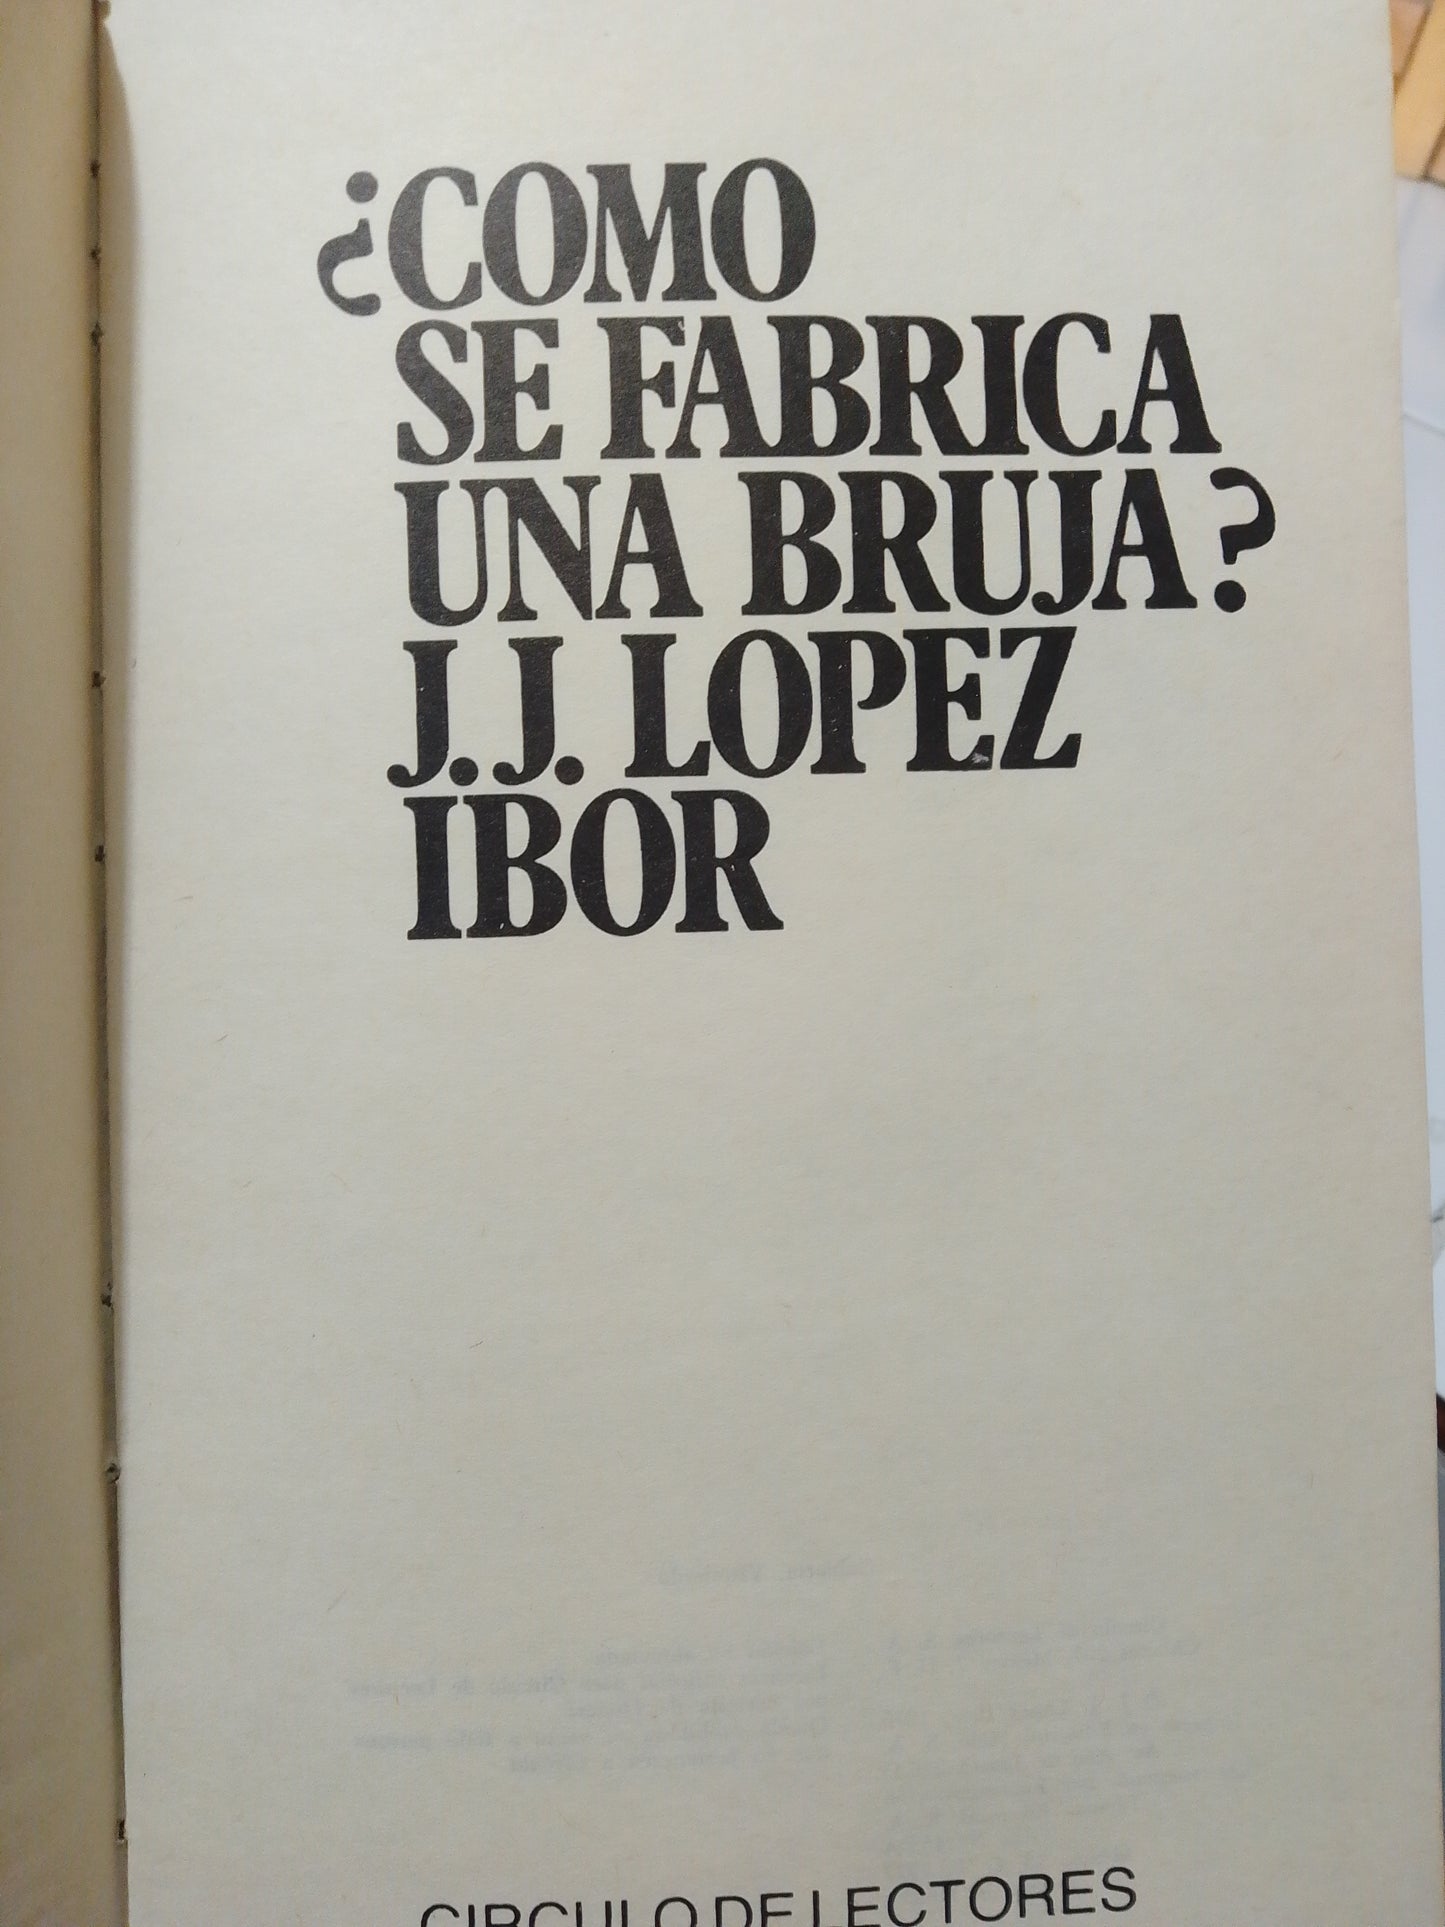 ¿COMO
SE FABRICA
UNA BRUJA?
J.J. LOPEZ
IBOR
CIRCULO DE LECTORES